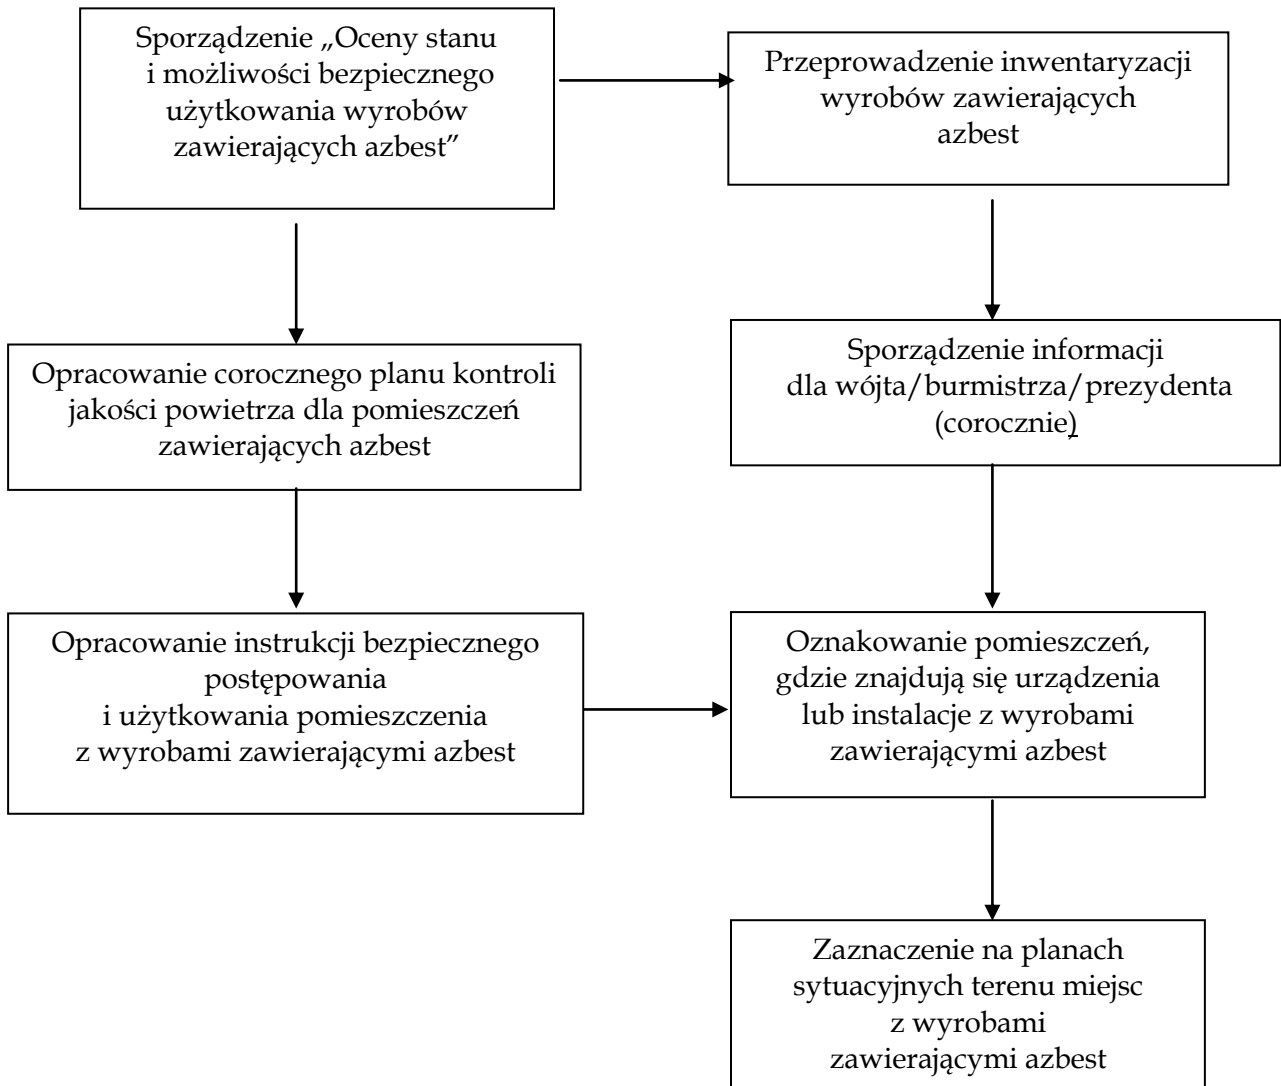 Sporządzenie „Oceny stanu
i możliwości bezpiecznego
użytkowania wyrobów
zawierających azbest”
Przeprowadzenie inwentaryzacji
wyrobów zawierających
azbest
Opracowanie corocznego planu kontroli
jakości powietrza dla pomieszczeń
zawierających azbest
Sporządzenie informacji
dla wójta/burmistrza/prezydenta
(corocznie)
Opracowanie instrukcji bezpiecznego
postępowania
i użytkowania pomieszczenia
z wyrobami zawierającymi azbest
Oznakowanie pomieszczeń,
gdzie znajdują się urządzenia
lub instalacje z wyrobami
zawierającymi azbest
Zaznaczenie na planach
sytuacyjnych terenu miejsc
z wyrobami
zawierającymi azbest